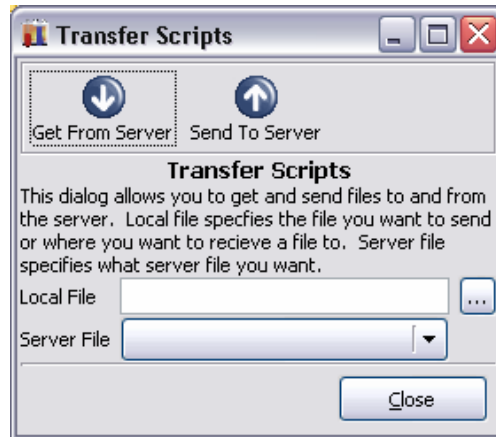 Transfer Scripts
Get From Server Send To Server
Transfer Scripts
This dialog allows you to get and send files to and from
the server. Local file specfies the file you want to send
or where you want to recieve a file to. Server file
specifies what server file you want.
Local File
...
Server File
Close